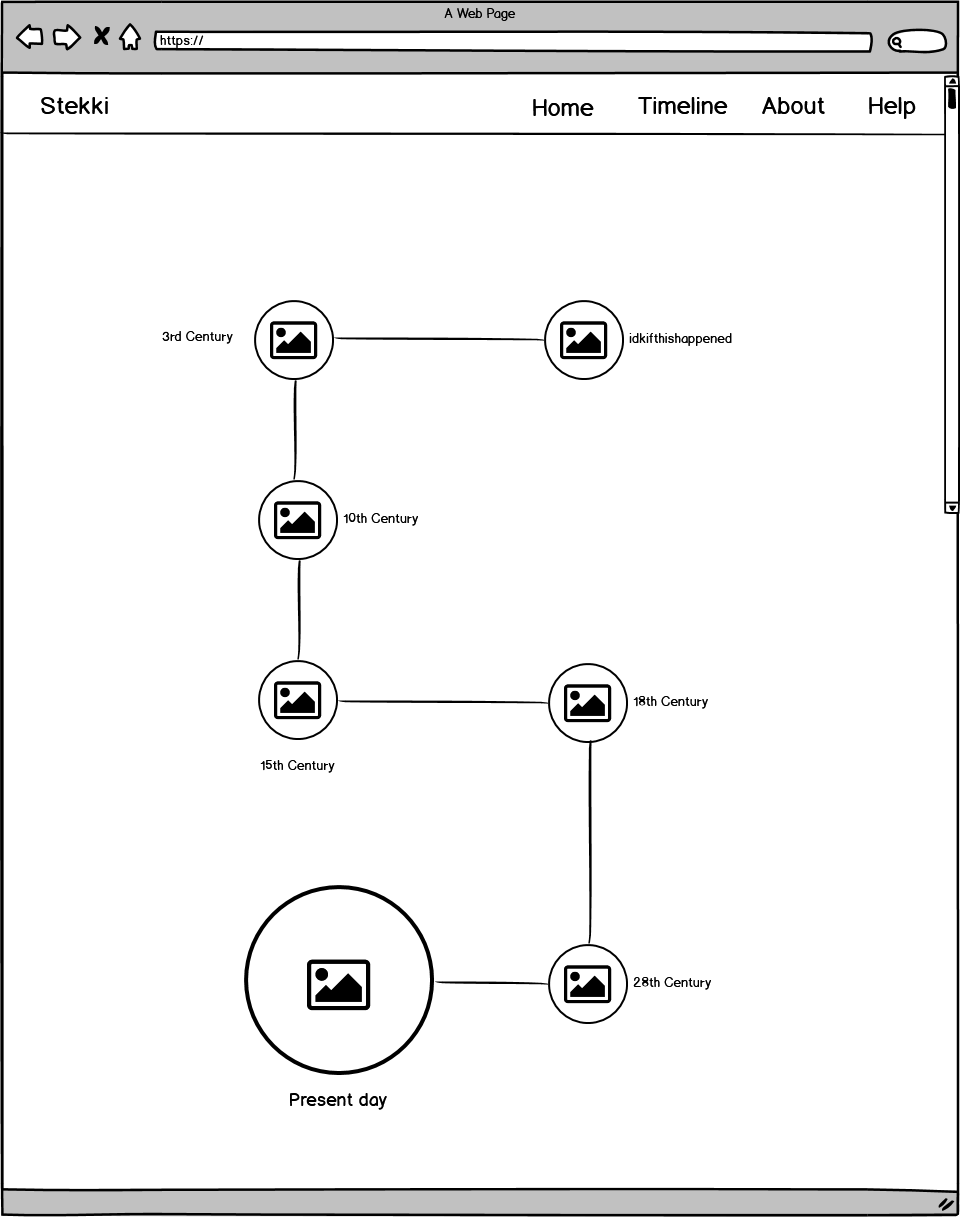 A Web Page
https://
Stekki
Home
Timeline
About
Help
3rd Century
idkifthishappened
10th Century
18th Century
15th Century
28th Century
Present day